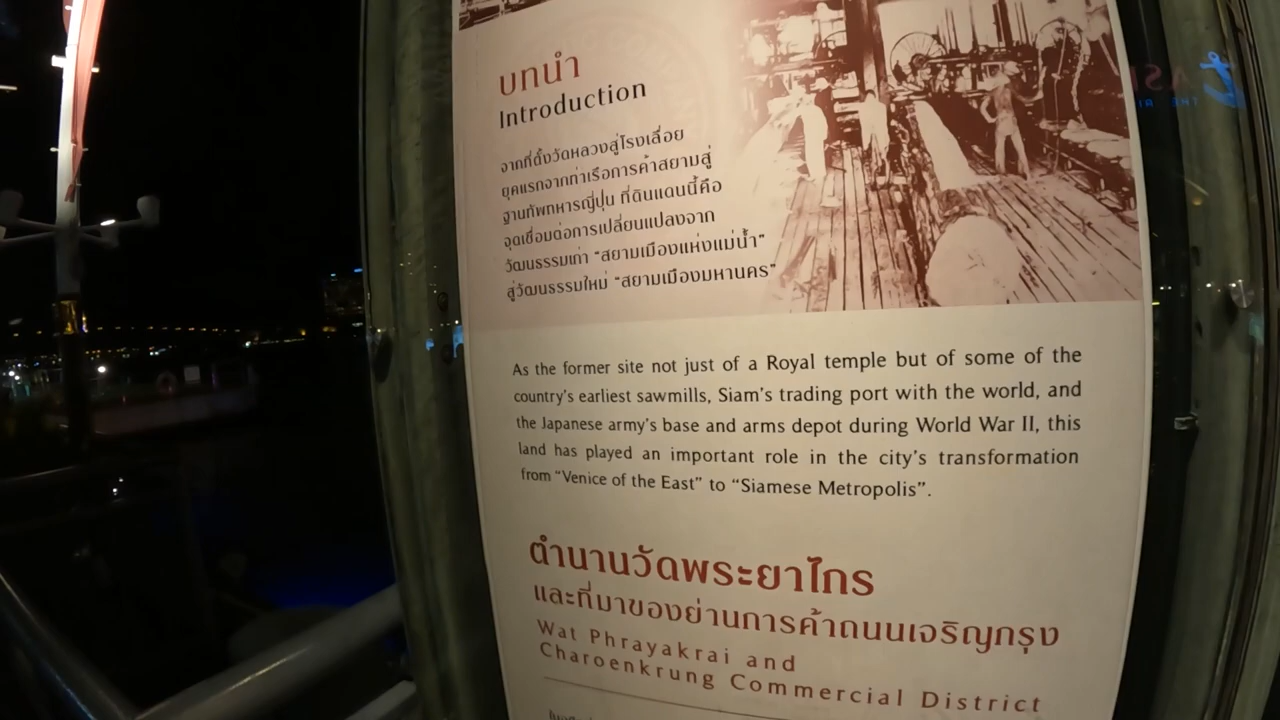 บทนำ
Introduction
จากที่ตั้งวัดหลวงสู่โรงเลื่อย
ยุคแรกจากท่าเรือการค้าสยามสู่
ฐานทัพทหารญี่ปุ่น ที่ดินแดนนี้คือ
จุดเชื่อมต่อการเปลี่ยนแปลงจาก
วัฒนธรรมเก่า “สยามเมืองแห่งแม่น้ำ”
สู่วัฒนธรรมใหม่ “สยามเมืองมหานคร”
As the former site not just of a Royal temple but of some of the
country's earliest sawmills, Siam's trading port with the world, and
the Japanese army's base and arms depot during World War II, this
land has played an important role in the city's transformation
from “Venice of the East” to “Siamese Metropolis”.
ตำนานวัดพระยาไกร
และที่มาของย่านการค้าถนนเจริญกรุง
Wat Phrayakrai and
Charoenkrung Commercial District